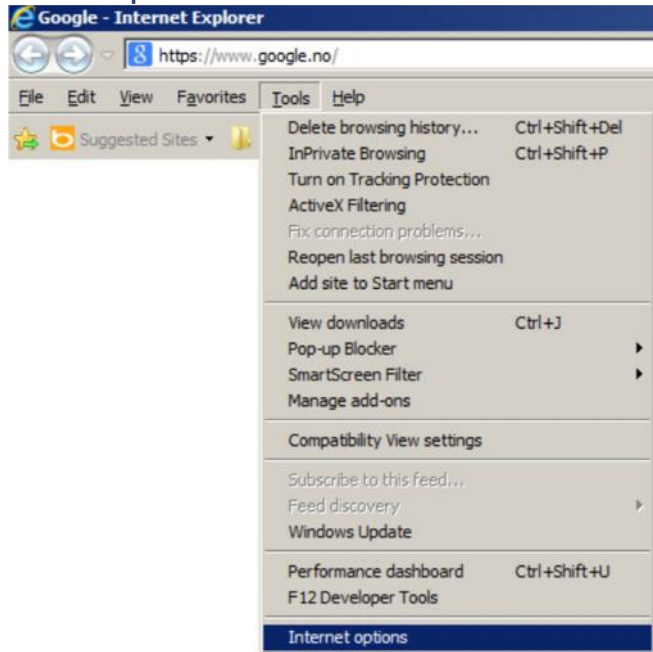 Google - Internet Explorer
https://www.google.no/
File Edit View Favorites Tools Help
Suggested Sites
Delete browsing history... Ctrl+Shift+Del
InPrivate Browsing Ctrl+Shift+P
Turn on Tracking Protection
ActiveX Filtering
Fix connection problems...
Reopen last browsing session
Add site to Start menu
View downloads Ctrl+J
Pop-up Blocker
SmartScreen Filter
Manage add-ons
Compatibility View settings
Subscribe to this feed...
Feed discovery
Windows Update
Performance dashboard Ctrl+Shift+U
F12 Developer Tools
Internet options